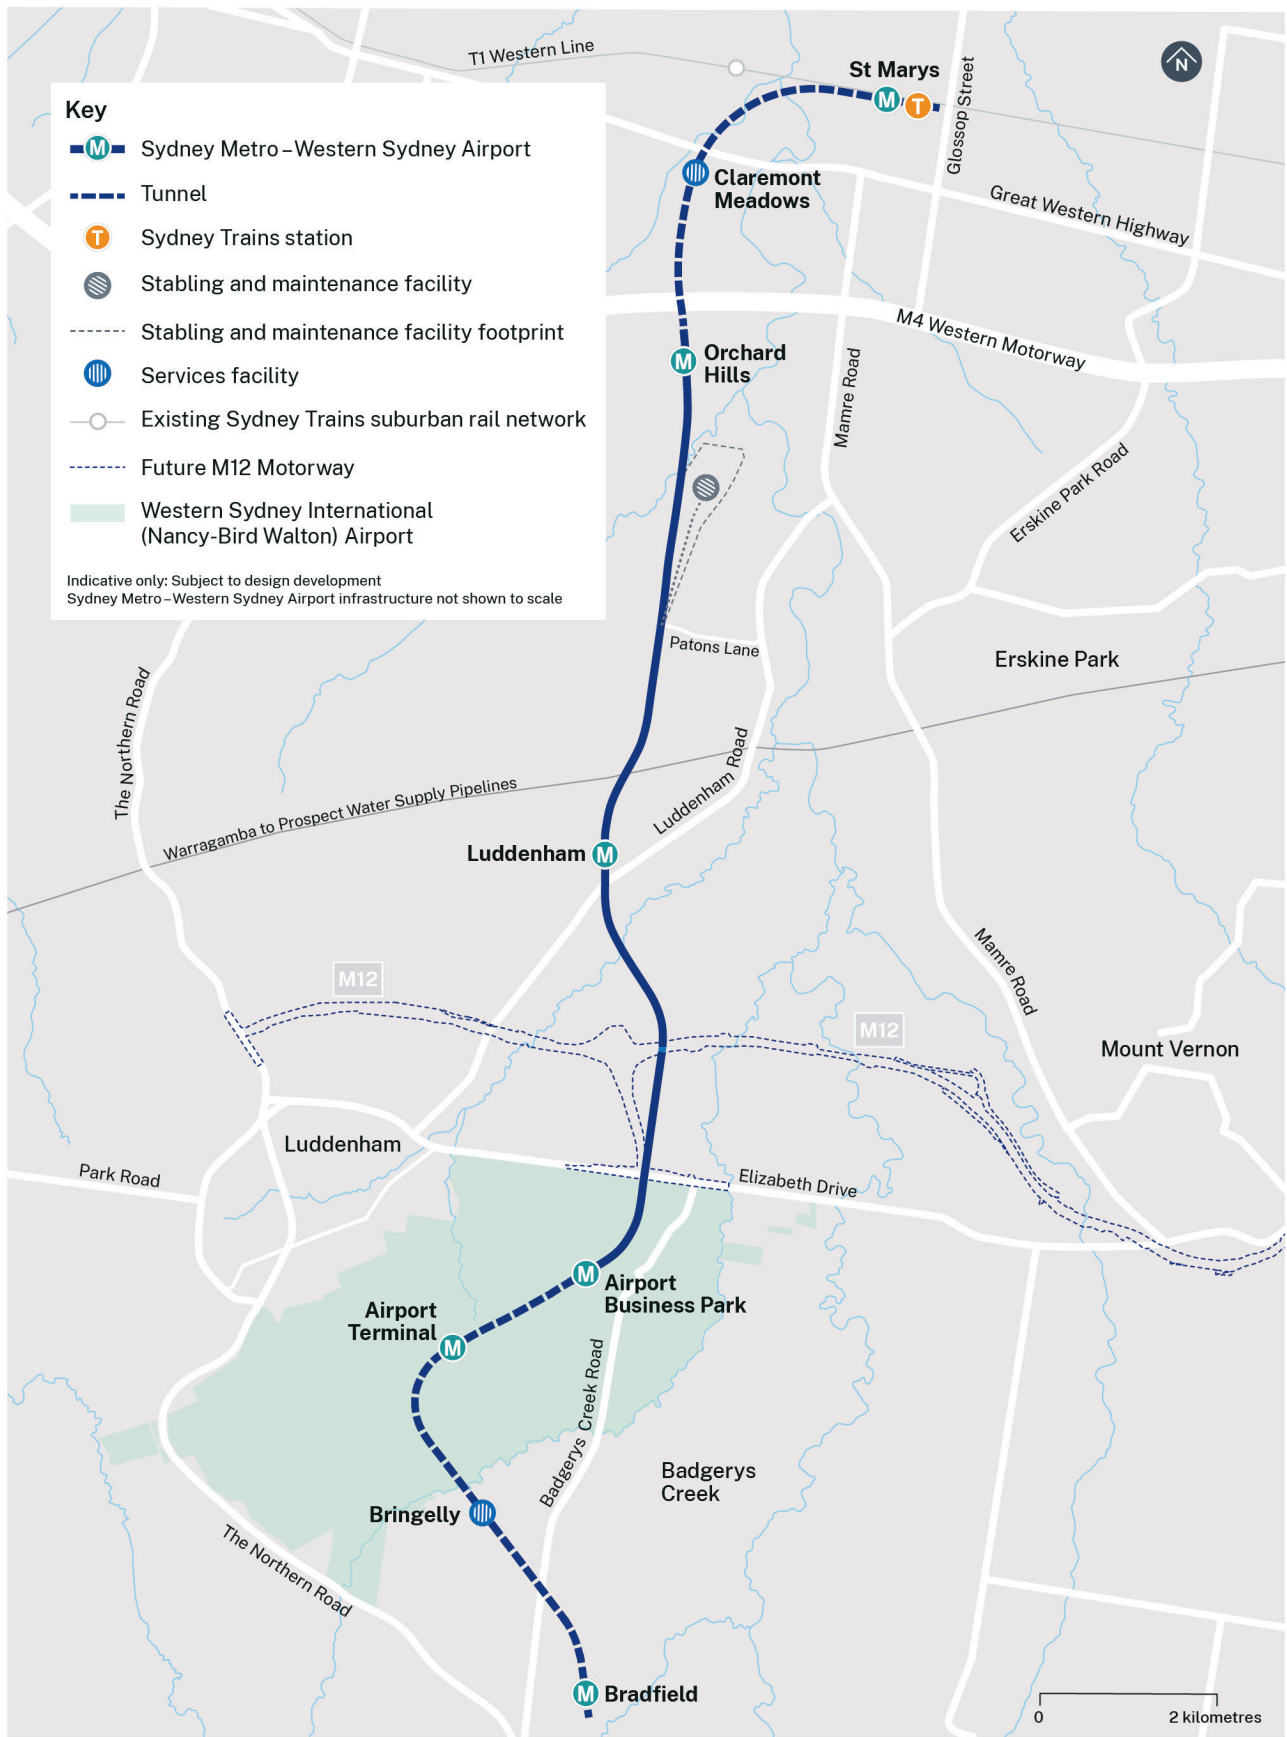 T1 Western Line
St Marys
M
T
N
Glossop Street
Key
M
Sydney Metro – Western Sydney Airport
Tunnel
T
Sydney Trains station
Stabling and maintenance facility
Stabling and maintenance facility footprint
Services facility
Existing Sydney Trains suburban rail network
Future M12 Motorway
Western Sydney International
(Nancy-Bird Walton) Airport
Indicative only: Subject to design development
Sydney Metro – Western Sydney Airport infrastructure not shown to scale
Claremont
Meadows
Great Western Highway
M4 Western Motorway
M
Orchard
Hills
Mamre Road
Erskine Park Road
Patons Lane
Erskine Park
The Northern Road
Luddenham Road
Warragamba to Prospect Water Supply Pipelines
Luddenham
M
Mamre Road
M12
M12
Mount Vernon
Luddenham
Park Road
Elizabeth Drive
M
Airport
Business Park
Airport
Terminal
M
Badgerys Creek Road
Badgerys
Creek
Bringelly
The Northern Road
M
Bradfield
0
2 kilometres